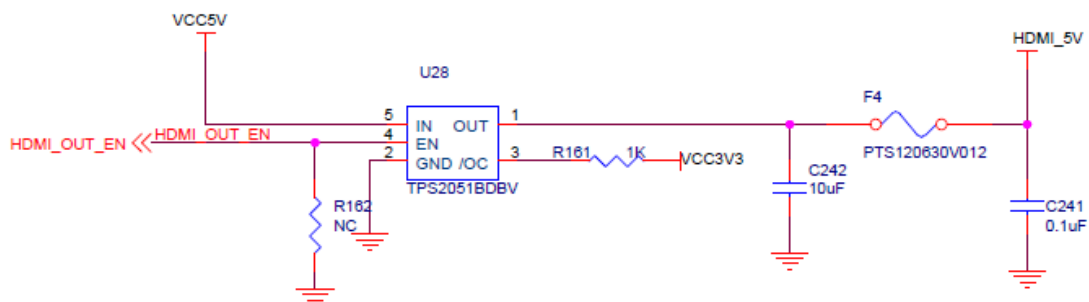 VCC5V
HDMI_5V
U28
F4
5 IN OUT 1
HDMI_OUT_EN HDMI_OUT_EN 4 EN
2 GND /OC 3 R161 1K VCC3V3
PTS120630V012
TPS2051BDBV
C242
10uF
R162
NC
C241
0.1uF